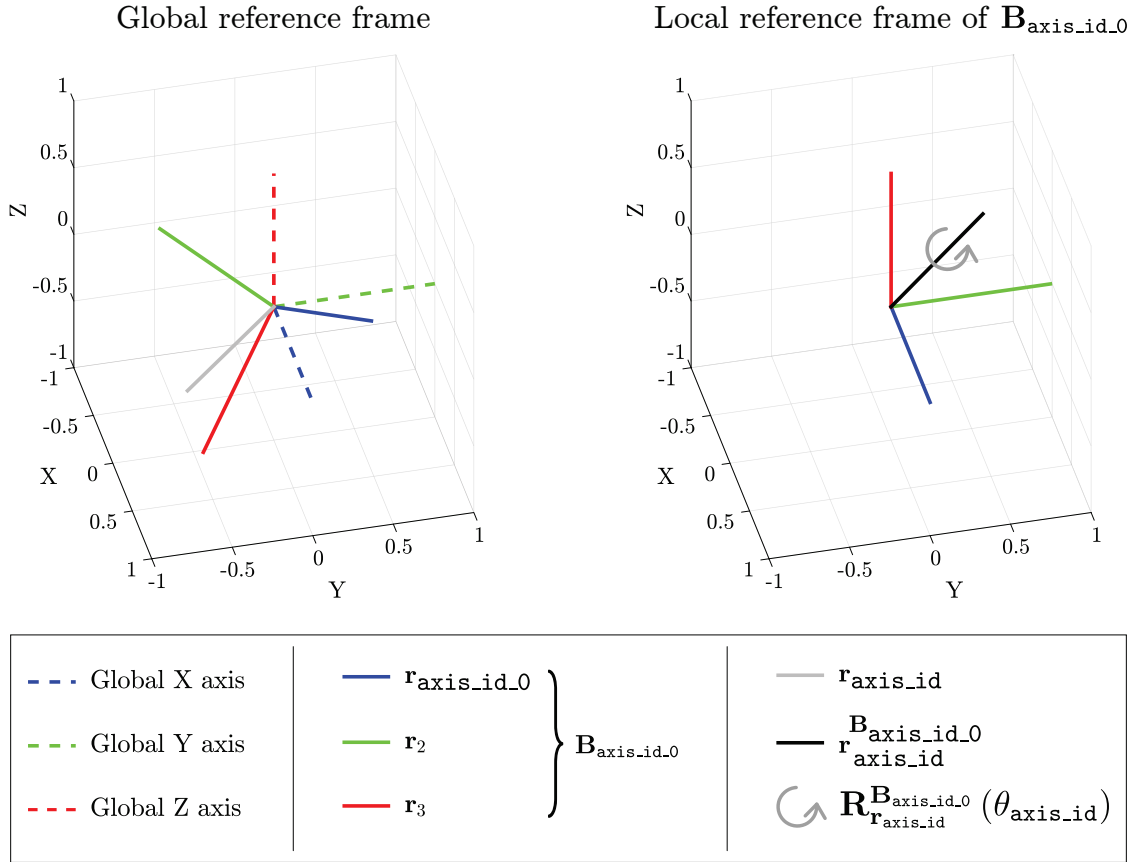 Global reference frame
Local reference frame of B_axis_id_0
1
0.5
0
-0.5
-1
Z
-1
-0.5
0
0.5
1
X
-1
-0.5
0
0.5
1
Y
1
0.5
0
-0.5
-1
Z
-1
-0.5
0
0.5
1
X
-1
-0.5
0
0.5
1
Y
Global X axis
Global Y axis
Global Z axis
r_axis_id_0
r_2
r_3
B_axis_id_0
r_axis_id
r_axis_id^B_axis_id_0
R_r_axis_id^B_axis_id_0 (θ_axis_id)